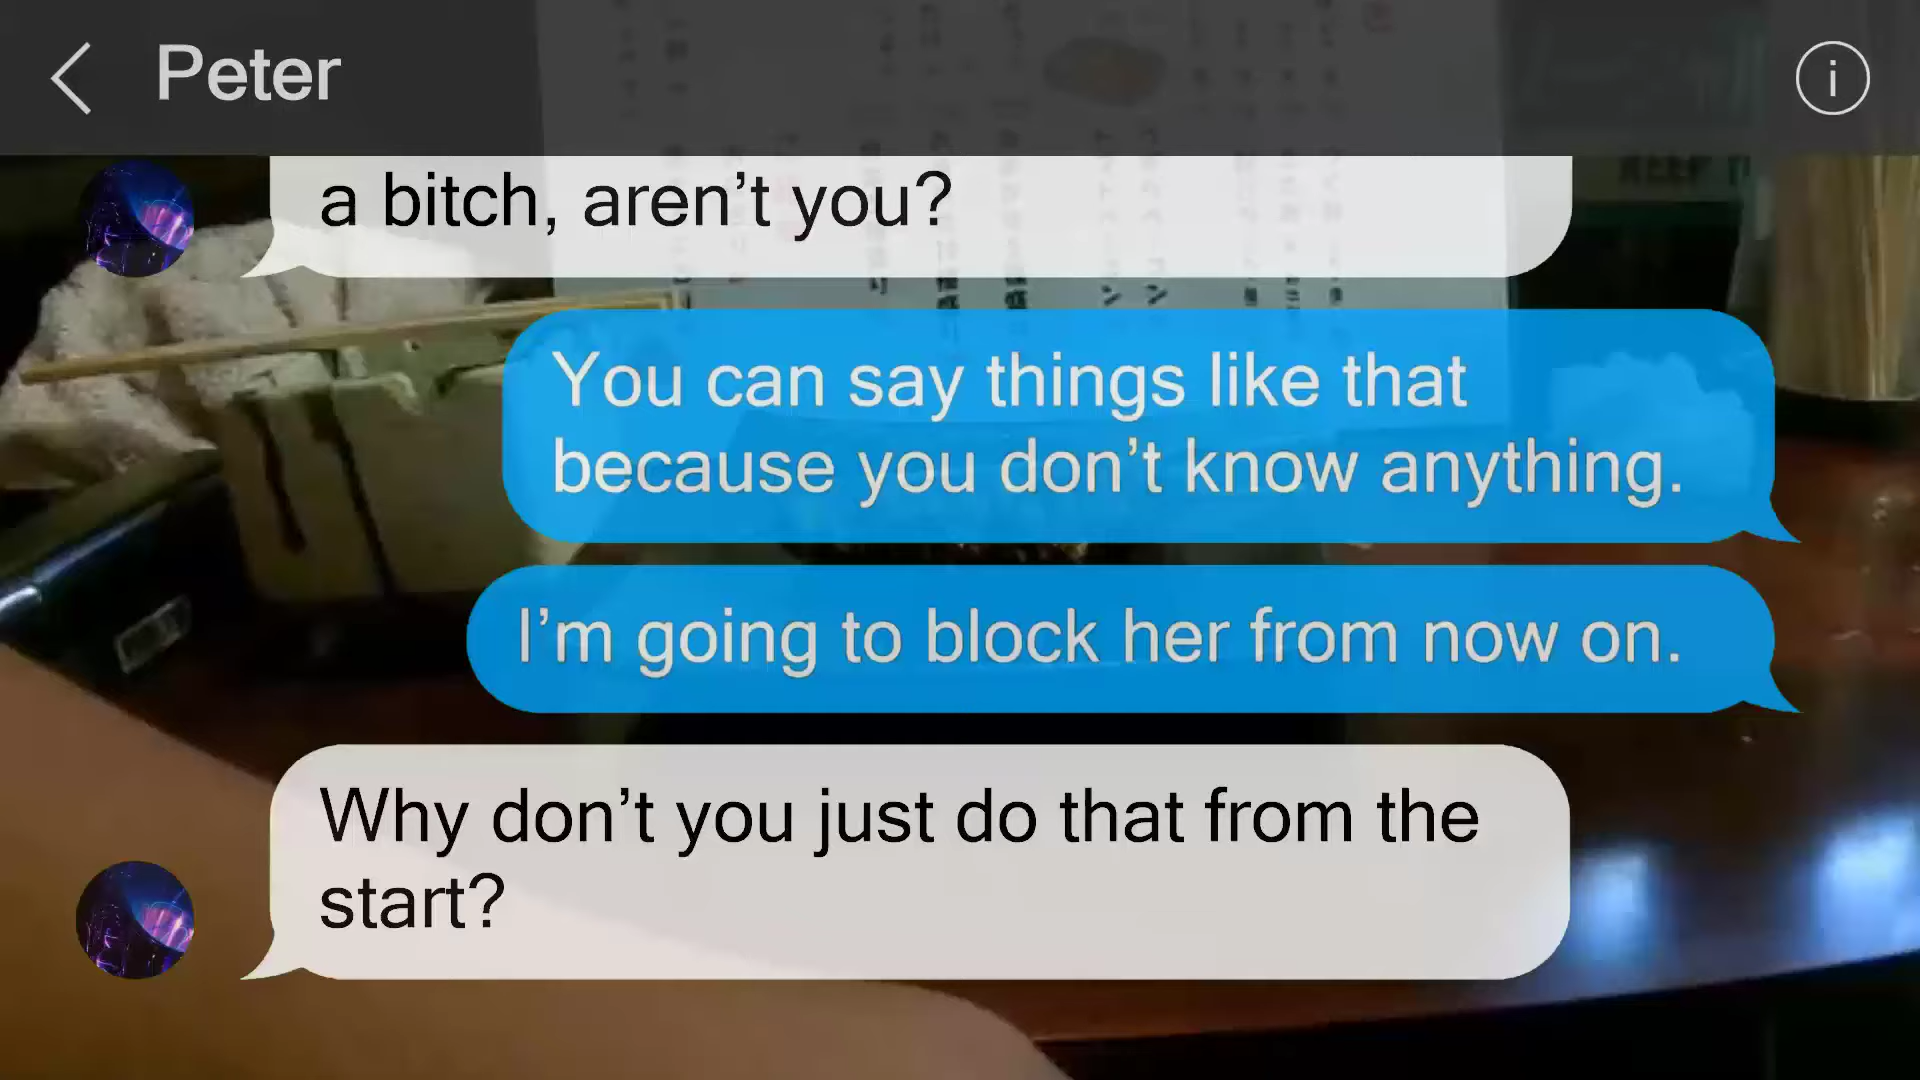 Peter
a bitch, aren’t you?
You can say things like that
because you don’t know anything.
I’m going to block her from now on.
Why don’t you just do that from the
start?